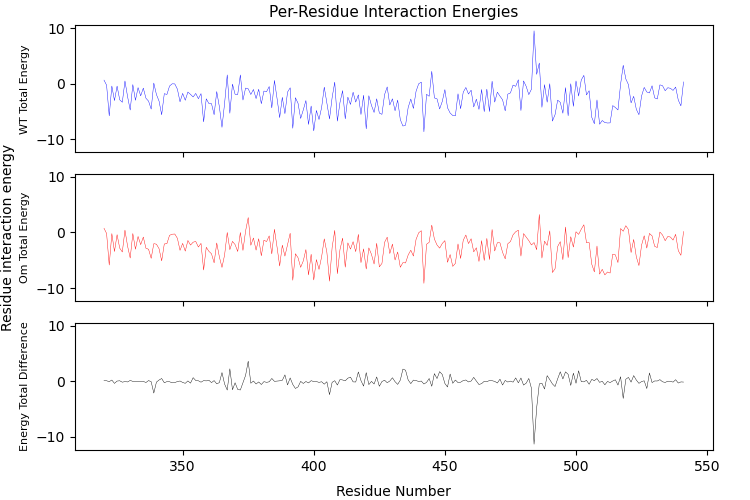 Per-Residue Interaction Energies
Residue interaction energy
WT Total Energy
10
0
−10
Om Total Energy
10
0
−10
Energy Total Difference
10
0
−10
350
400
450
500
550
Residue Number